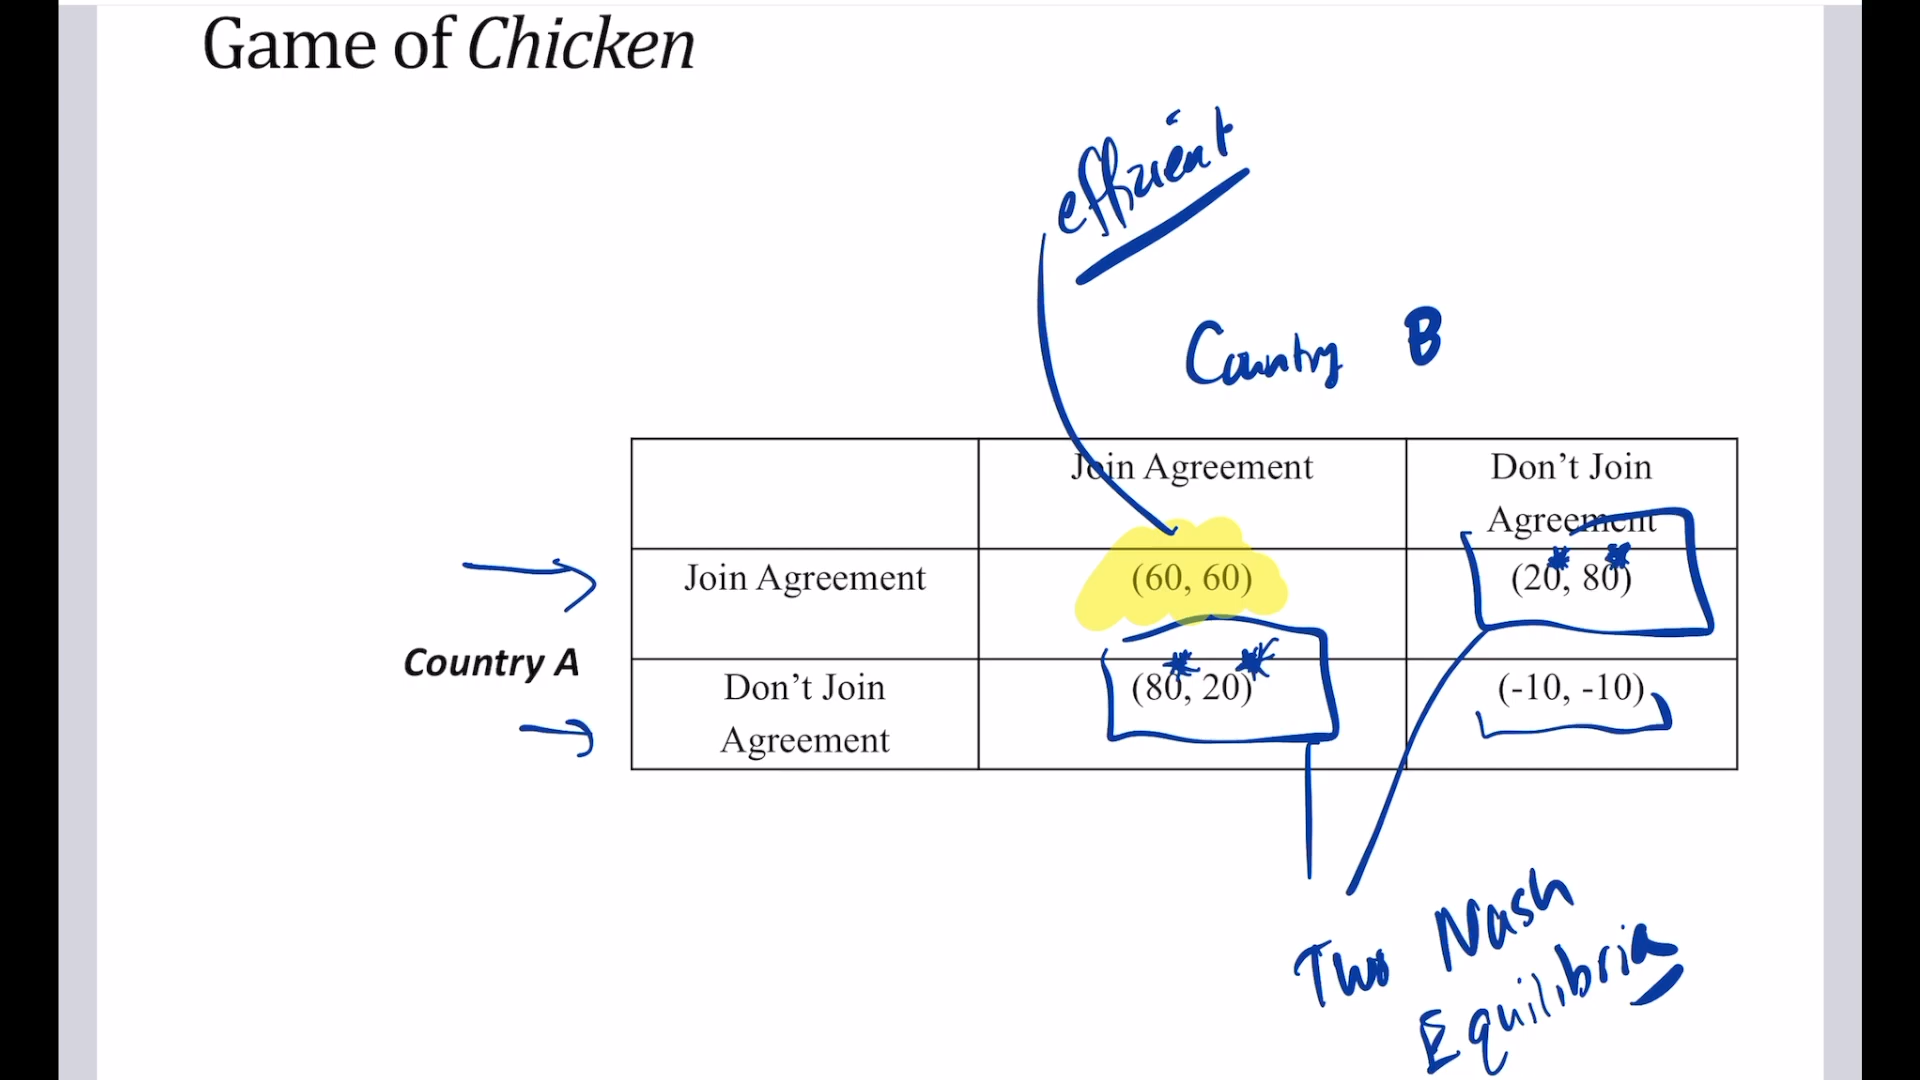 Game of Chicken
efficient
Country B
Join Agreement
Don’t Join
Agreement
Join Agreement
(60, 60)
(20, 80)
* *
Country A
Don’t Join
Agreement
(80, 20)
* *
(-10, -10)
Two Nash
Equilibria